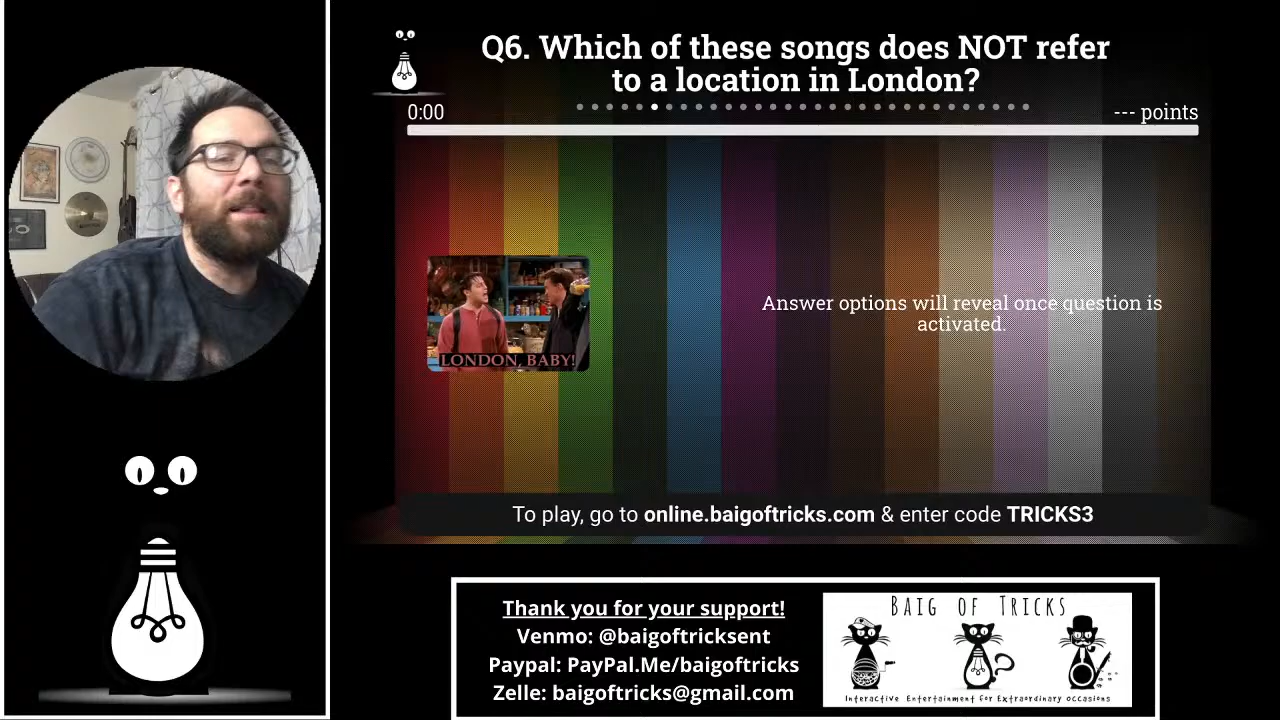 Q6. Which of these songs does NOT refer
to a location in London?
0:00
--- points
LONDON, BABY!
Answer options will reveal once question is
activated.
To play, go to online.baigoftricks.com & enter code TRICKS3
Thank you for your support!
Venmo: @baigoftricksent
Paypal: PayPal.Me/baigoftricks
Zelle: baigoftricks@gmail.com
BAIG OF TRICKS
Interactive Entertainment for Extraordinary Occasions